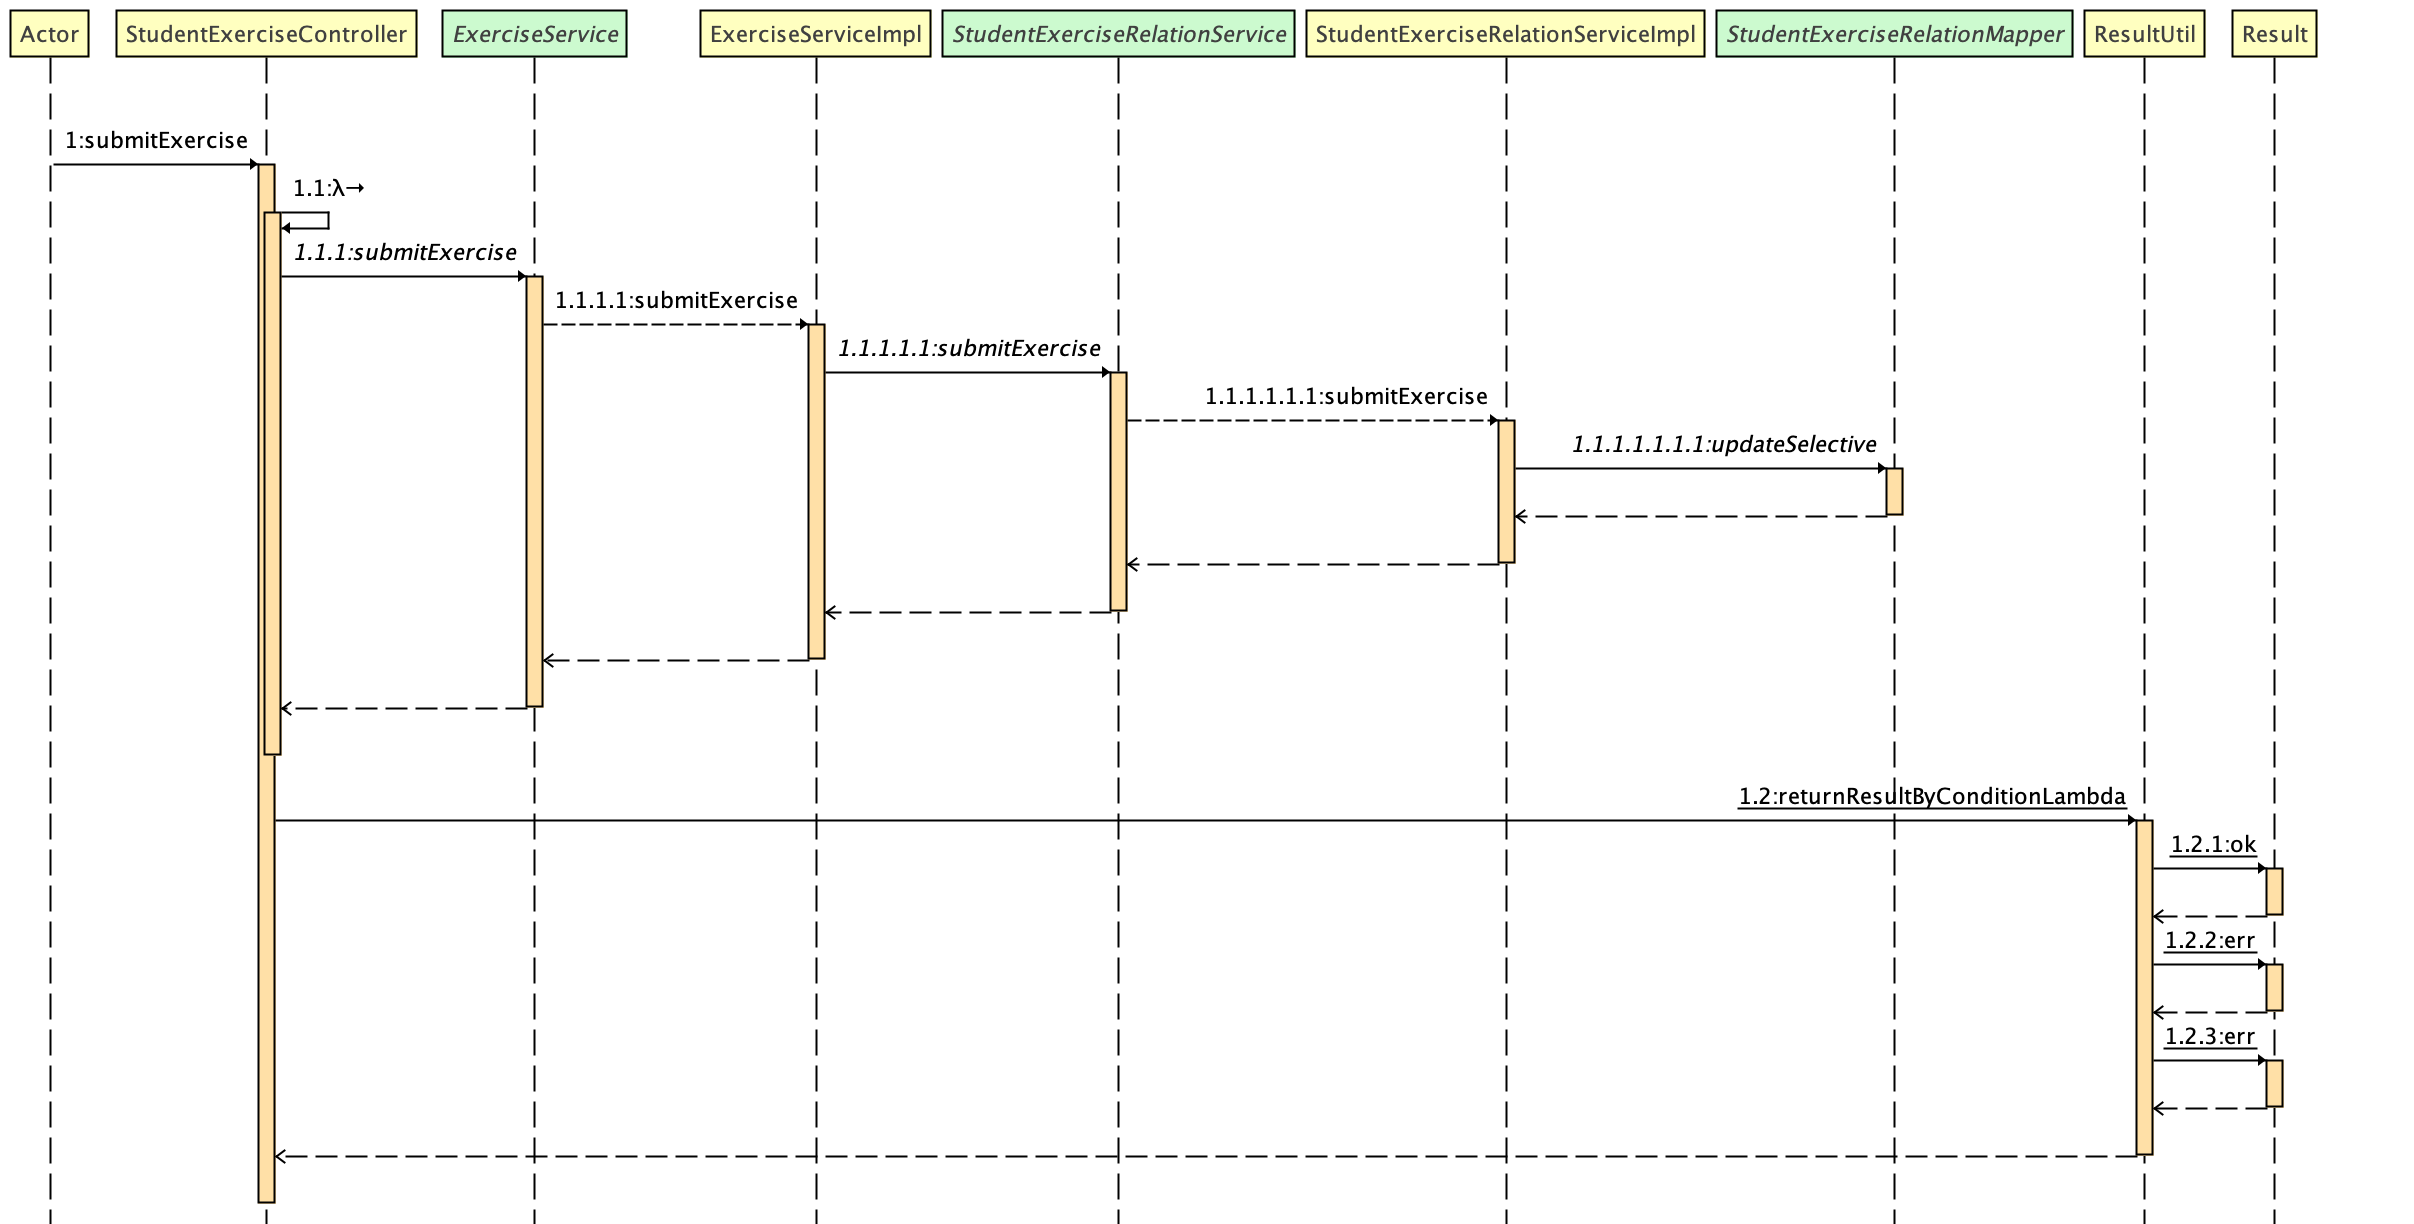 Actor
StudentExerciseController
ExerciseService
ExerciseServiceImpl
StudentExerciseRelationService
StudentExerciseRelationServiceImpl
StudentExerciseRelationMapper
ResultUtil
Result
1:submitExercise
1.1:λ→
1.1.1:submitExercise
1.1.1.1:submitExercise
1.1.1.1.1:submitExercise
1.1.1.1.1.1:submitExercise
1.1.1.1.1.1.1:updateSelective
1.2:returnResultByConditionLambda
1.2.1:ok
1.2.2:err
1.2.3:err